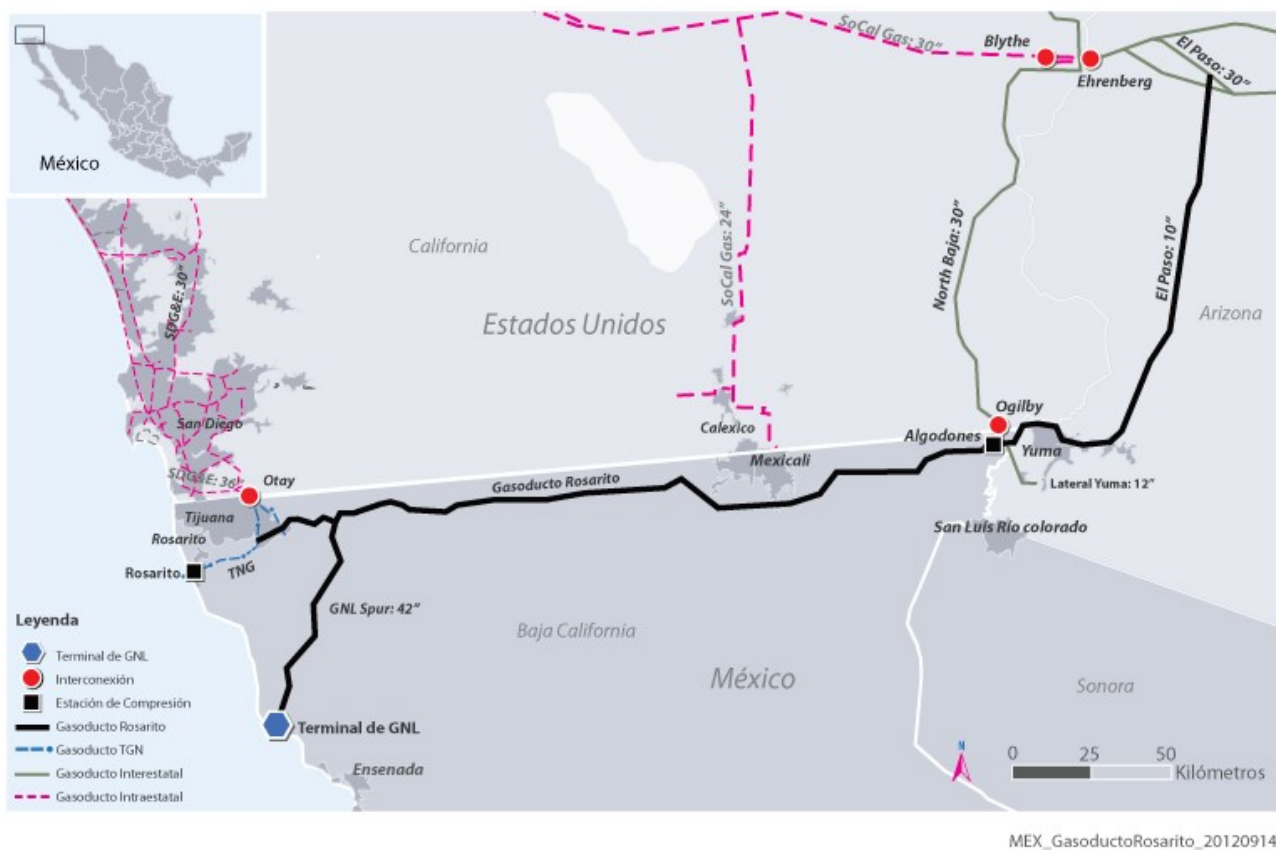 México
SoCal Gas: 30"
Blythe
Ehrenberg
El Paso: 30"
California
SoCal Gas: 24"
North Baja: 30"
El Paso: 10"
Arizona
SDG&E: 30"
Estados Unidos
San Diego
Calexico
Ogilby
Algodones
Yuma
Mexicali
Lateral Yuma: 12"
SDG&E: 36"
Otay
Gasoducto Rosarito
Tijuana
Rosarito
San Luis Río colorado
Rosarito
TNG
GNL Spur: 42"
Baja California
México
Sonora
Terminal de GNL
Ensenada
Leyenda
Terminal de GNL
Interconexión
Estación de Compresión
Gasoducto Rosarito
Gasoducto TGN
Gasoducto Interestatal
Gasoducto Intraestatal
N
0 25 50
Kilómetros
MEX_GasoductoRosarito_20120914